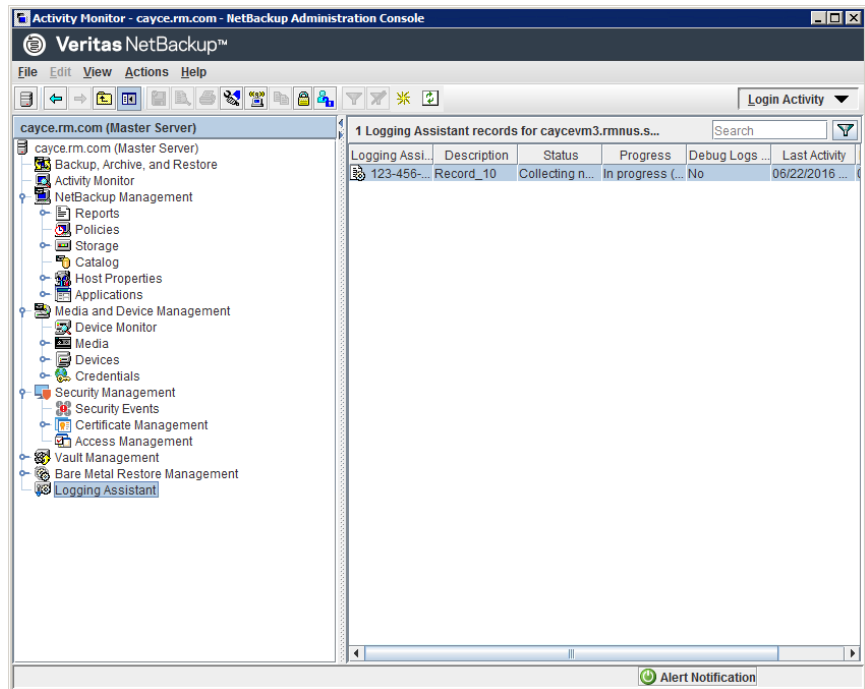 Activity Monitor - cayce.rm.com - NetBackup Administration Console
Veritas NetBackup™
File Edit View Actions Help
Login Activity
cayce.rm.com (Master Server)
1 Logging Assistant records for caycevm3.rmnus.s...
Search
cayce.rm.com (Master Server)
Backup, Archive, and Restore
Activity Monitor
NetBackup Management
Reports
Policies
Storage
Catalog
Host Properties
Applications
Media and Device Management
Device Monitor
Media
Devices
Credentials
Security Management
Security Events
Certificate Management
Access Management
Vault Management
Bare Metal Restore Management
Logging Assistant
Logging Assi... Description Status Progress Debug Logs ... Last Activity
123-456-... Record_10 Collecting n... In progress (... No 06/22/2016 ...
Alert Notification